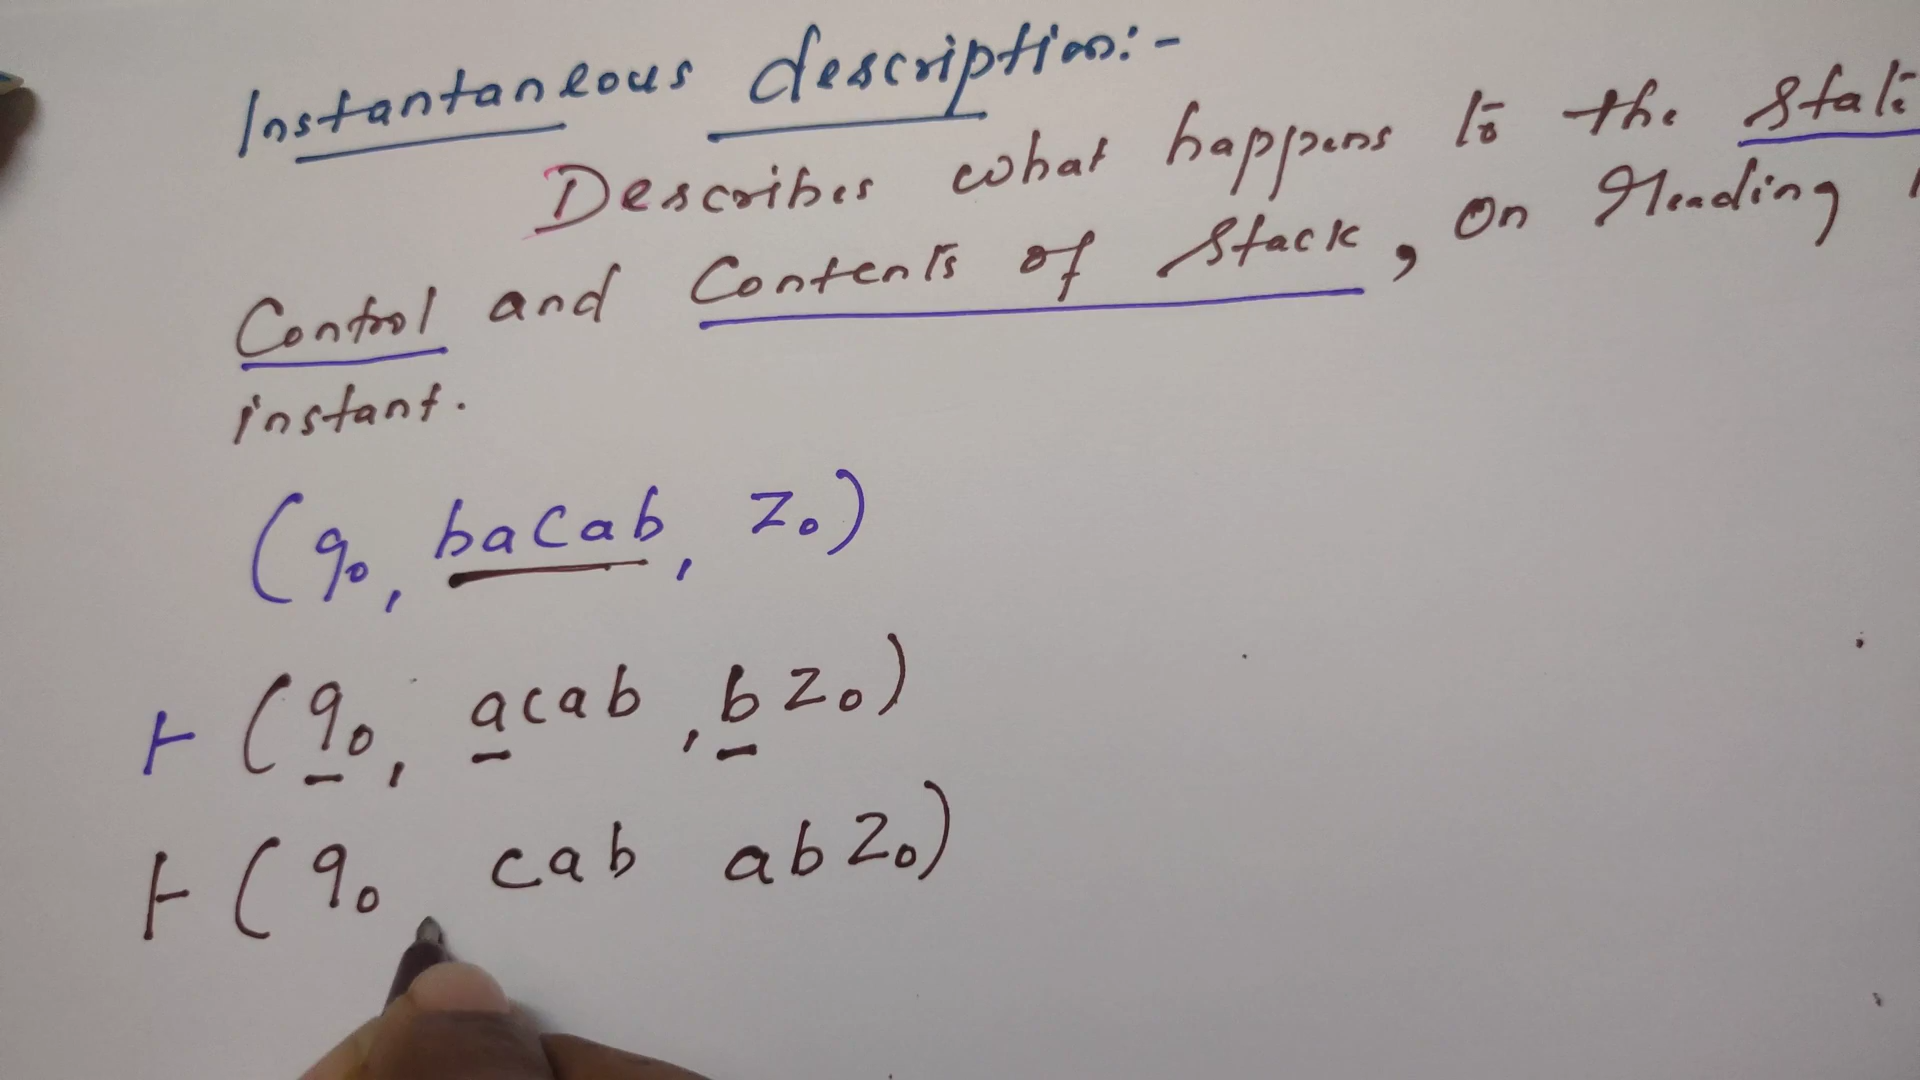 Instantaneous description:-
Describes what happens to the
Control and Contents of stack, on reading
instant.
(q0, bacab, z0)
⊢ (q0, acab, bz0)
⊢ (q0 cab abz0)